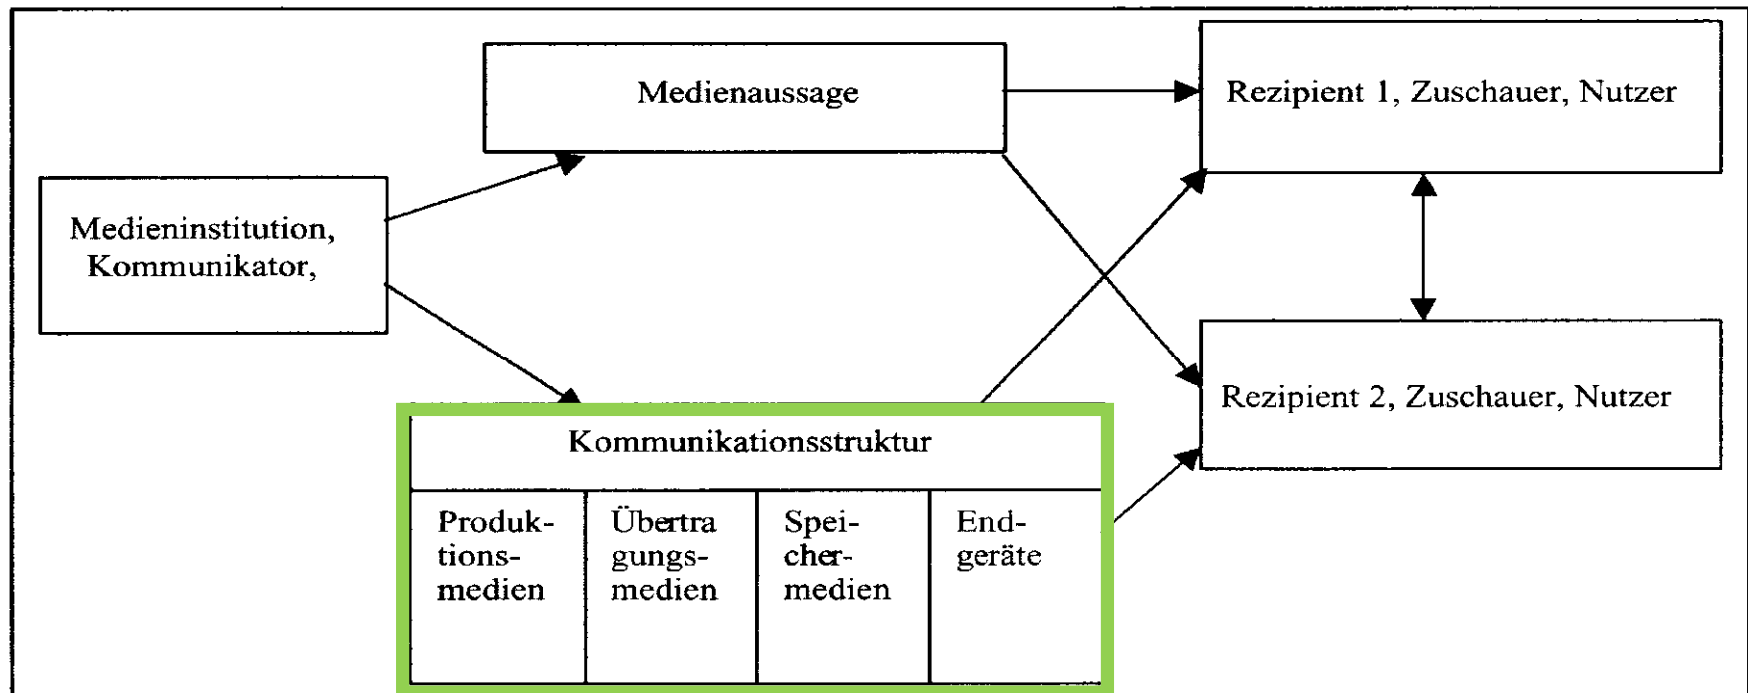 Medienaussage
Rezipient 1, Zuschauer, Nutzer
Medieninstitution,
Kommunikator,
Rezipient 2, Zuschauer, Nutzer
Kommunikationsstruktur
Produk-
tions-
medien
Übertra
gungs-
medien
Spei-
cher-
medien
End-
geräte